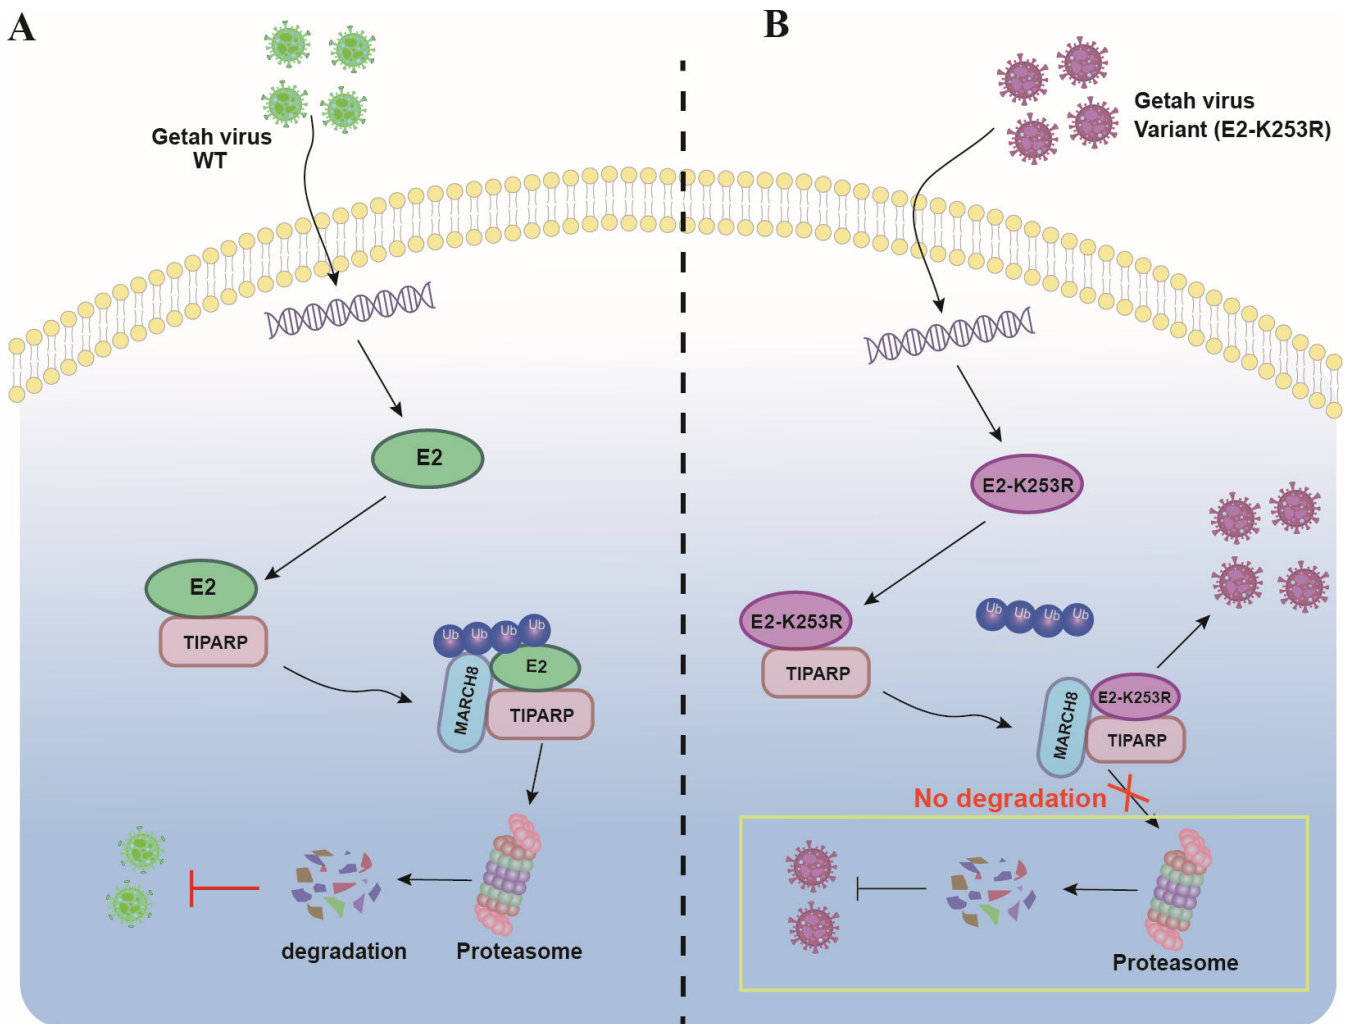 A
Getah virus
WT
E2
E2
TIPARP
Ub Ub Ub Ub
E2
MARCH8
TIPARP
degradation
Proteasome
B
Getah virus
Variant (E2-K253R)
E2-K253R
E2-K253R
TIPARP
Ub Ub Ub Ub
E2-K253R
MARCH8
TIPARP
No degradation
Proteasome